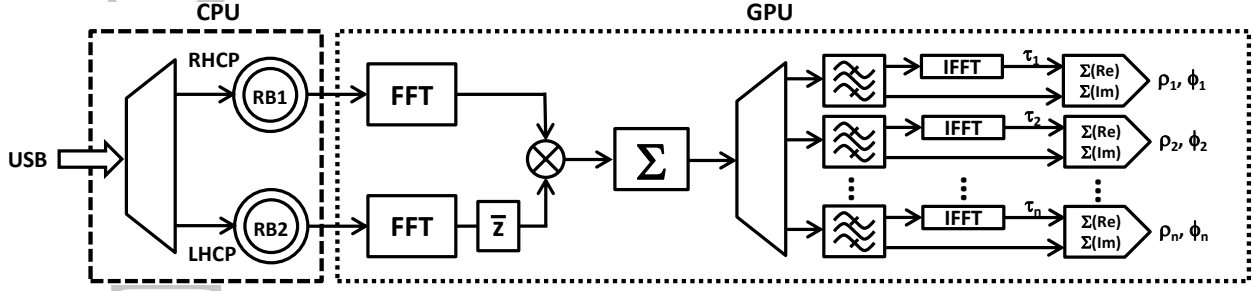 CPU
GPU
USB
RHCP
RB1
LHCP
RB2
FFT
FFT
z̅
Σ
IFFT
τ1
Σ(Re)
Σ(Im)
ρ1, ϕ1
IFFT
τ2
Σ(Re)
Σ(Im)
ρ2, ϕ2
IFFT
τn
Σ(Re)
Σ(Im)
ρn, ϕn